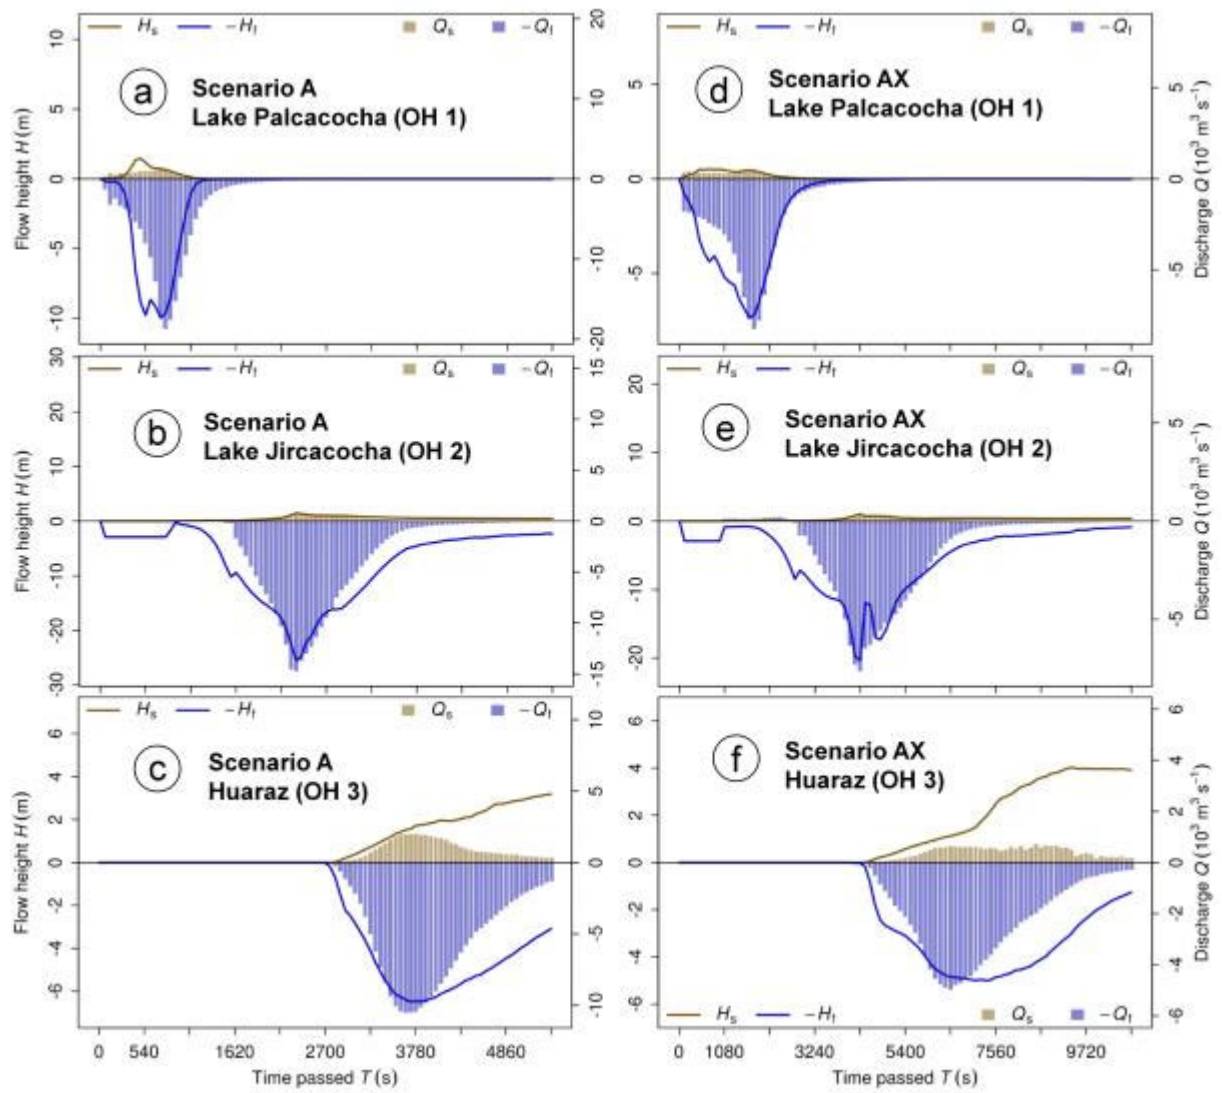 Hs -Hf Qs -Qf
a Scenario A
Lake Palcacocha (OH 1)
Flow height H (m)
10
5
0
-5
-10
20
10
0
-10
-20
Hs -Hf Qs -Qf
d Scenario AX
Lake Palcacocha (OH 1)
5
0
-5
5
0
-5
Discharge Q (10³ m³ s⁻¹)
Hs -Hf Qs -Qf
b Scenario A
Lake Jircacocha (OH 2)
Flow height H (m)
30
20
10
0
-10
-20
-30
15
10
5
0
-5
-10
-15
Hs -Hf Qs -Qf
e Scenario AX
Lake Jircacocha (OH 2)
20
10
0
-10
-20
5
0
-5
Discharge Q (10³ m³ s⁻¹)
Hs -Hf Qs -Qf
c Scenario A
Huaraz (OH 3)
Flow height H (m)
6
4
2
0
-2
-4
-6
10
5
0
-5
-10
0 540 1620 2700 3780 4860
Time passed T (s)
f Scenario AX
Huaraz (OH 3)
6
4
2
0
-2
-4
-6
6
4
2
0
-2
-4
-6
Discharge Q (10³ m³ s⁻¹)
Hs -Hf Qs -Qf
0 1080 3240 5400 7560 9720
Time passed T (s)